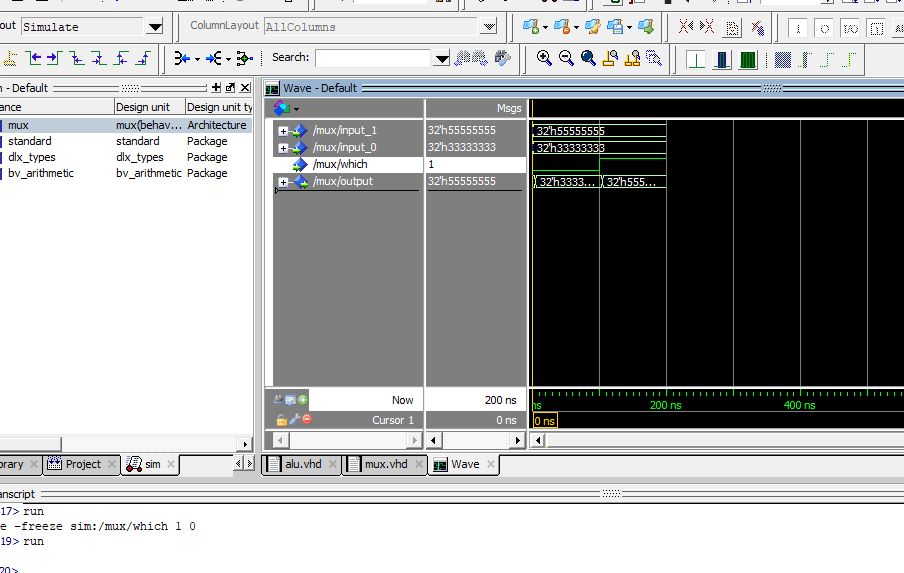 out Simulate ColumnLayout AllColumns
Search:
n - Default
ance Design unit Design unit ty
mux mux(behav... Architecture
standard standard Package
dlx_types dlx_types Package
bv_arithmetic bv_arithmetic Package
Wave - Default
Msgs
/mux/input_1 32'h55555555 32'h55555555
/mux/input_0 32'h33333333 32'h33333333
/mux/which 1
/mux/output 32'h55555555 32'h3333... 32'h555...
Now 200 ns ns 200 ns 400 ns
Cursor 1 0 ns 0 ns
brary Project sim
alu.vhd mux.vhd Wave
anscript
17> run
e -freeze sim:/mux/which 1 0
19> run
20>